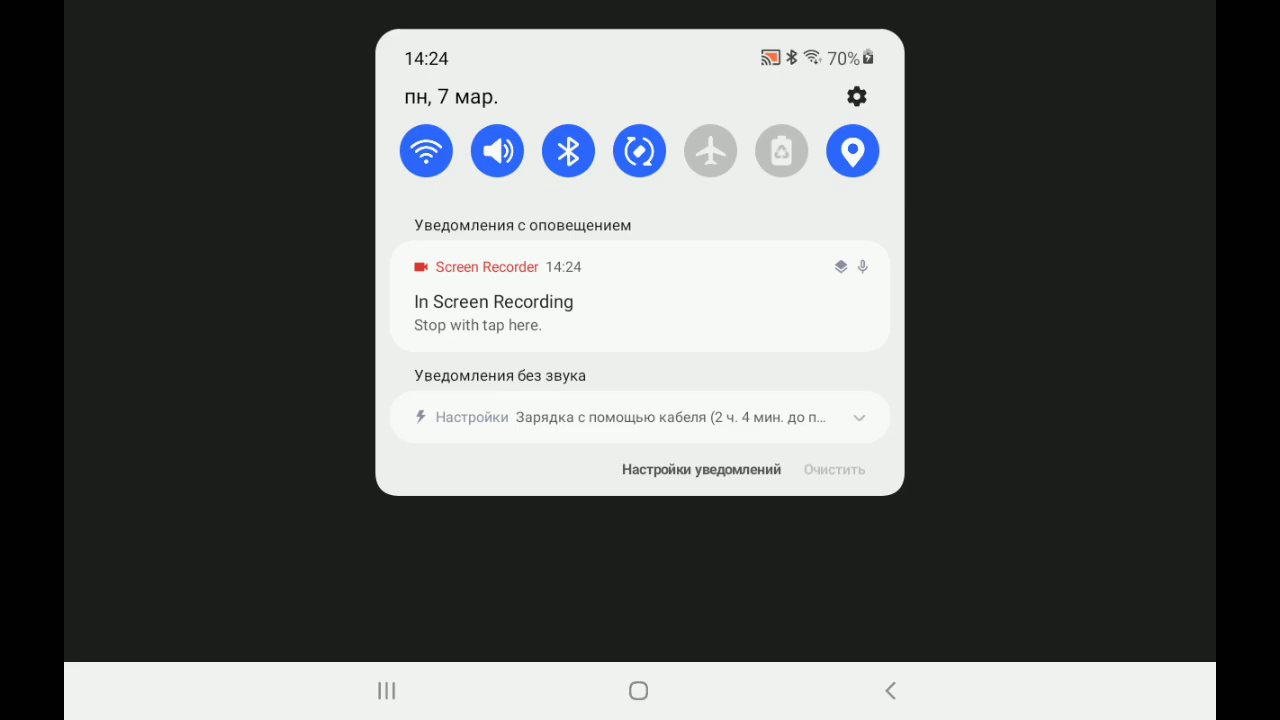 14:24 70%
пн, 7 мар.
Уведомления с оповещением
Screen Recorder 14:24
In Screen Recording
Stop with tap here.
Уведомления без звука
Настройки Зарядка с помощью кабеля (2 ч. 4 мин. до п...
Настройки уведомлений Очистить